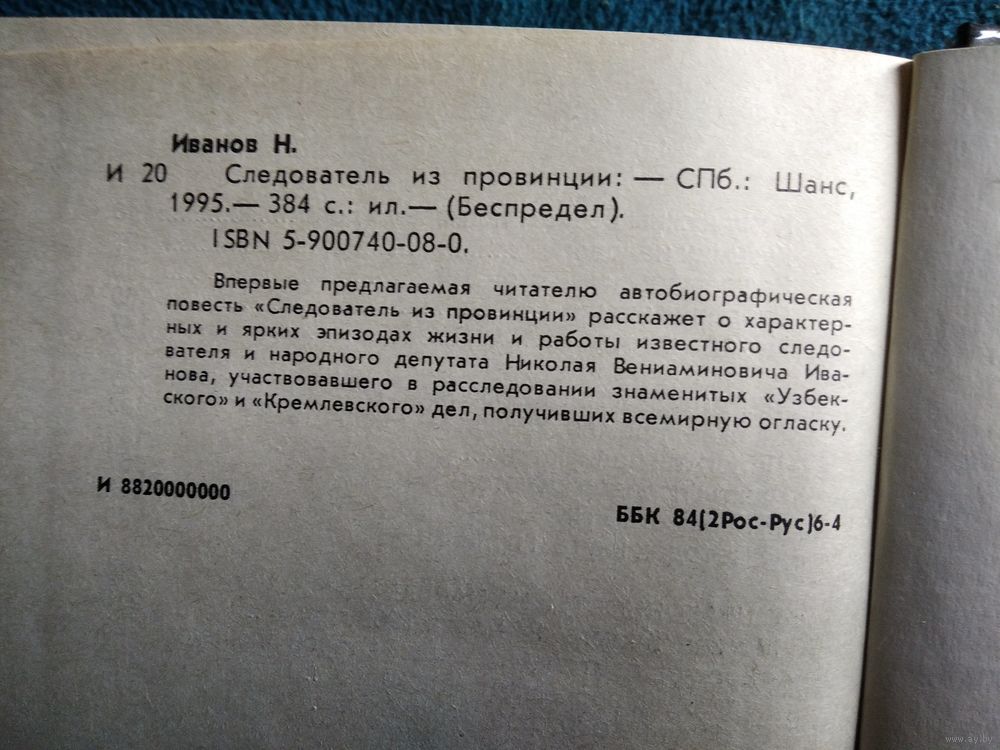 Иванов Н.
И 20 Следователь из провинции: — СПб.: Шанс,
1995.— 384 с.: ил.— (Беспредел).
ISBN 5-900740-08-0.
Впервые предлагаемая читателю автобиографическая
повесть «Следователь из провинции» расскажет о характер-
ных и ярких эпизодах жизни и работы известного следо-
вателя и народного депутата Николая Вениаминовича Ива-
нова, участвовавшего в расследовании знаменитых «Узбек-
ского» и «Кремлевского» дел, получивших всемирную огласку.
И 8820000000
ББК 84(2Рос-Рус)6-4
www.ay.by